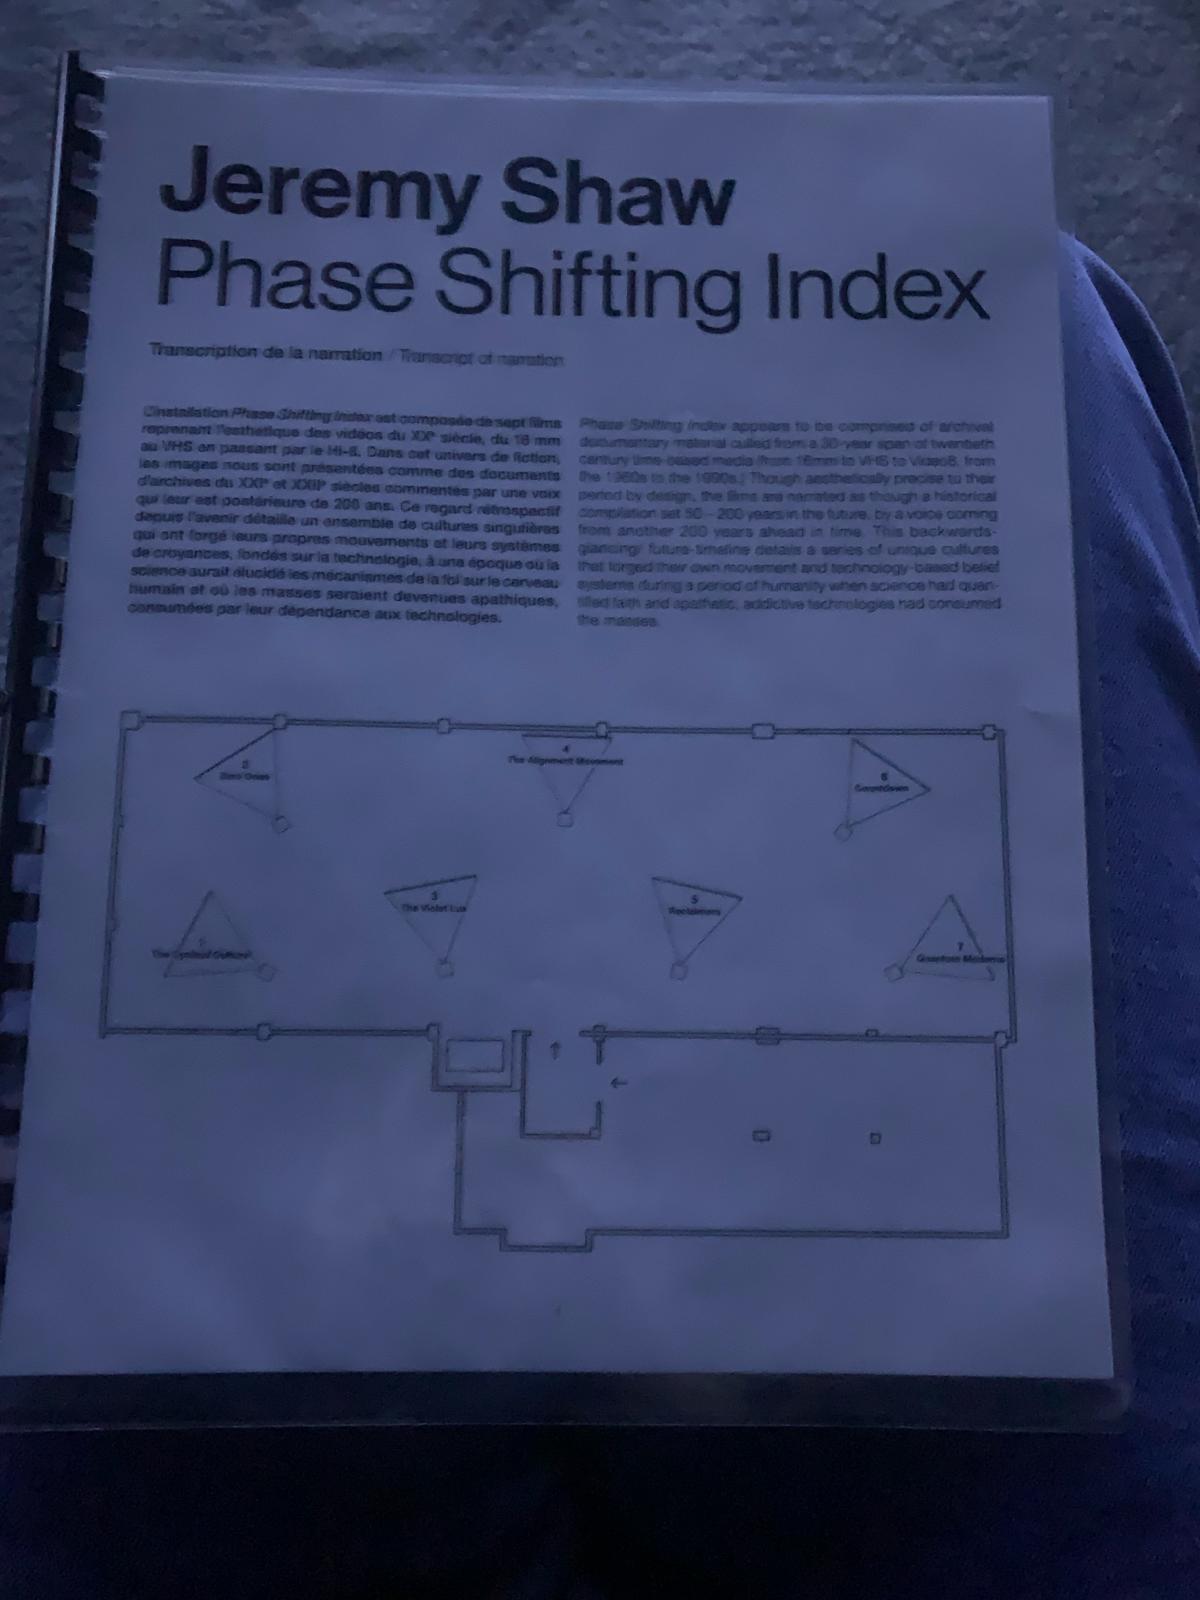 Jeremy Shaw
Phase Shifting Index
Transcription de la narration / Transcript of narration
L'installation Phase Shifting Index est composée de sept films
reprenant l'esthétique des vidéos du XXe siècle, du 16 mm
au VHS en passant par le Hi-8. Dans cet univers de fiction,
les images nous sont présentées comme des documents
d'archives du XXIe et XXIIe siècles commentés par une voix
qui leur est postérieure de 200 ans. Ce regard rétrospectif
depuis l'avenir détaille un ensemble de cultures singulières
qui ont forgé leurs propres mouvements et leurs systèmes
de croyances, fondés sur la technologie, à une époque où la
science aurait élucidé les mécanismes de la foi sur le cerveau
humain et où les masses seraient devenues apathiques,
consumées par leur dépendance aux technologies.
Phase Shifting Index appears to be comprised of archival
documentary material culled from a 30-year span of twentieth
century time-based media (from 16mm to VHS to Video8, from
the 1960s to the 1990s.) Though aesthetically precise to their
period by design, the films are narrated as though a historical
compilation set 50–200 years in the future, by a voice coming
from another 200 years ahead in time. This backwards-
glancing/ future-timeline details a series of unique cultures
that forged their own movement and technology-based belief
systems during a period of humanity when science had quan-
tified faith and apathetic, addictive technologies had consumed
the masses.
2
Zero-Ones
4
The Alignment Movement
6
Countdown
3
The Violet Lux
5
Reclaimers
1
The Cyclical Culture
7
Quantum Moderns